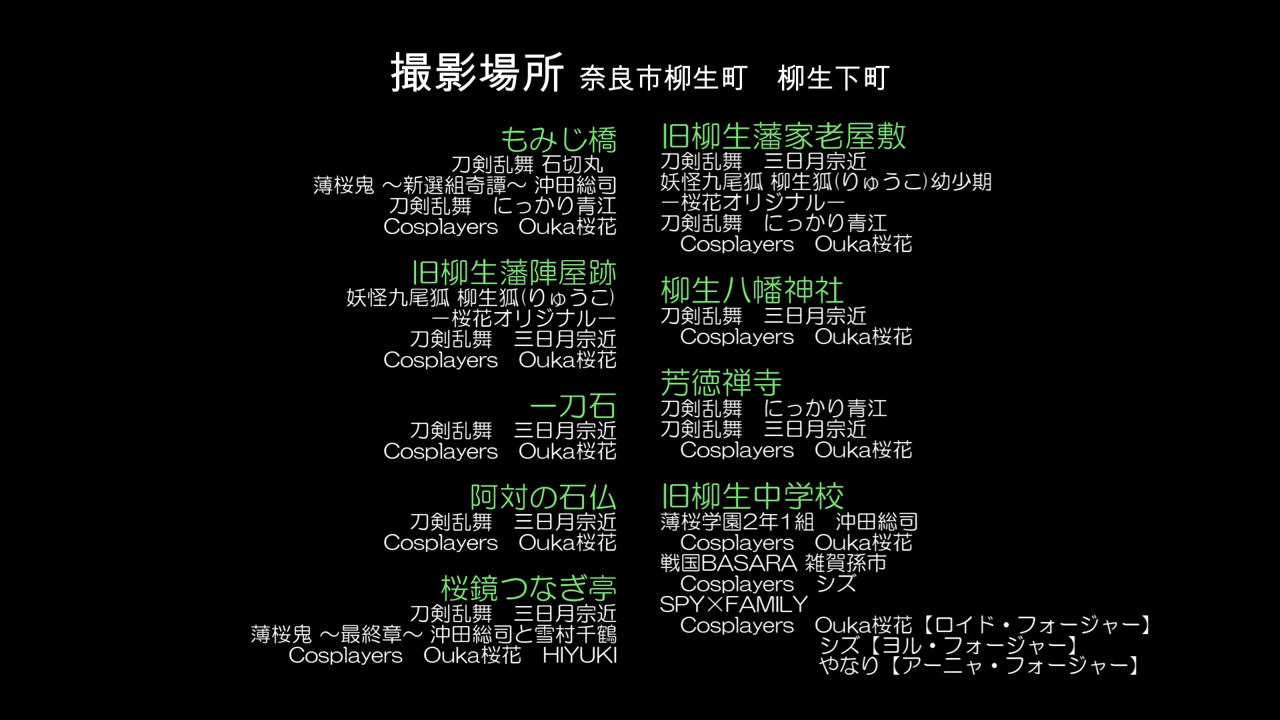 撮影場所 奈良市柳生町　柳生下町
もみじ橋
刀剣乱舞 石切丸
薄桜鬼 ～新選組奇譚～ 沖田総司
刀剣乱舞　にっかり青江
Cosplayers　Ouka桜花
旧柳生藩陣屋跡
妖怪九尾狐 柳生狐(りゅうこ)
－桜花オリジナル－
刀剣乱舞　三日月宗近
Cosplayers　Ouka桜花
一刀石
刀剣乱舞　三日月宗近
Cosplayers　Ouka桜花
阿対の石仏
刀剣乱舞　三日月宗近
Cosplayers　Ouka桜花
桜鏡つなぎ亭
刀剣乱舞　三日月宗近
薄桜鬼 ～最終章～ 沖田総司と雪村千鶴
Cosplayers　Ouka桜花　HIYUKI
旧柳生藩家老屋敷
刀剣乱舞　三日月宗近
妖怪九尾狐 柳生狐(りゅうこ)幼少期
－桜花オリジナル－
刀剣乱舞　にっかり青江
Cosplayers　Ouka桜花
柳生八幡神社
刀剣乱舞　三日月宗近
Cosplayers　Ouka桜花
芳徳禅寺
刀剣乱舞　にっかり青江
刀剣乱舞　三日月宗近
Cosplayers　Ouka桜花
旧柳生中学校
薄桜学園2年1組　沖田総司
Cosplayers　Ouka桜花
戦国BASARA 雑賀孫市
Cosplayers　シズ
SPY×FAMILY
Cosplayers　Ouka桜花【ロイド・フォージャー】
シズ【ヨル・フォージャー】
やなり【アーニャ・フォージャー】